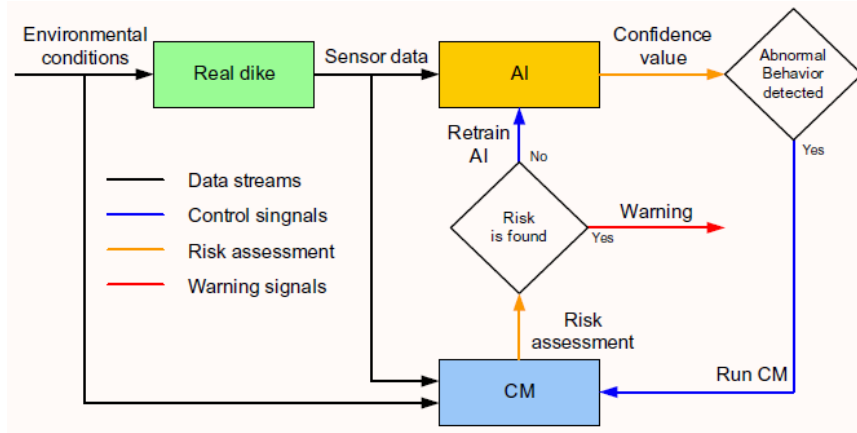 Environmental
conditions
Real dike
Sensor data
AI
Confidence
value
Abnormal
Behavior
detected
Yes
Retrain
AI
No
Data streams
Control singnals
Risk assessment
Warning signals
Risk
is found
Yes
Warning
Risk
assessment
CM
Run CM